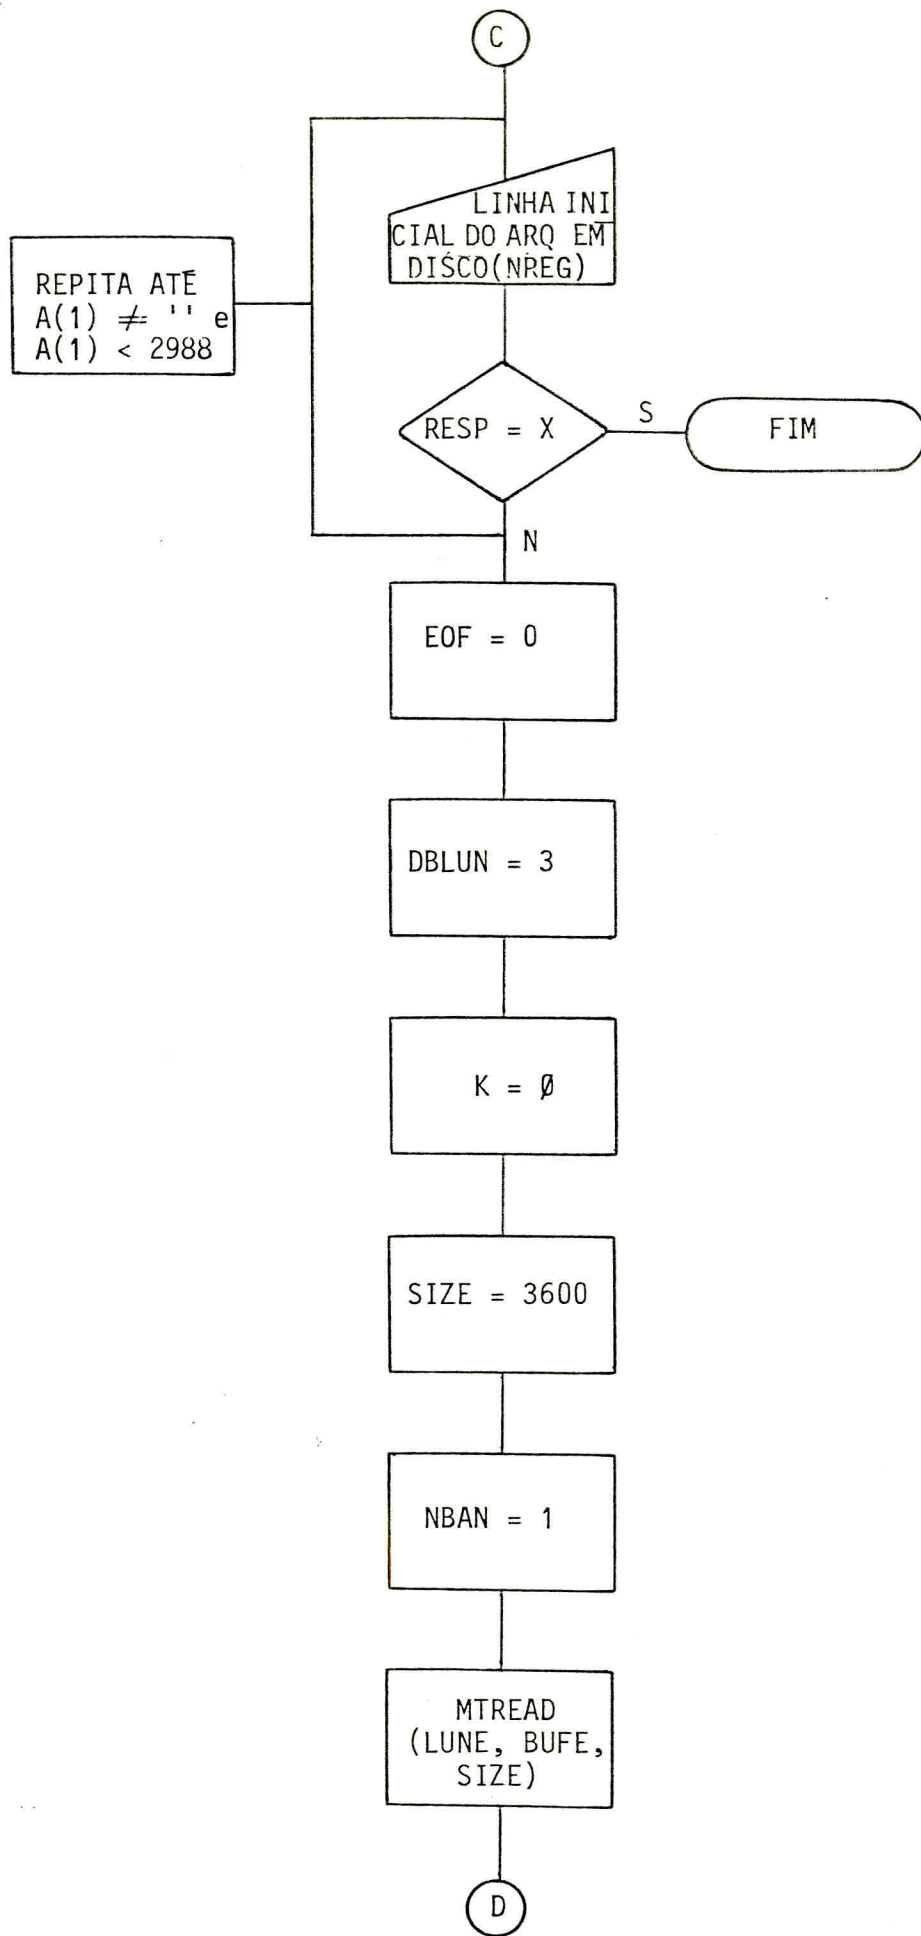 C
LINHA INI
CIAL DO ARQ EM
DISCO(NREG)
REPITA ATÉ
A(1) ≠ '' e
A(1) < 2988
RESP = X
S
FIM
N
EOF = 0
DBLUN = 3
K = Ø
SIZE = 3600
NBAN = 1
MTREAD
(LUNE, BUFE,
SIZE)
D